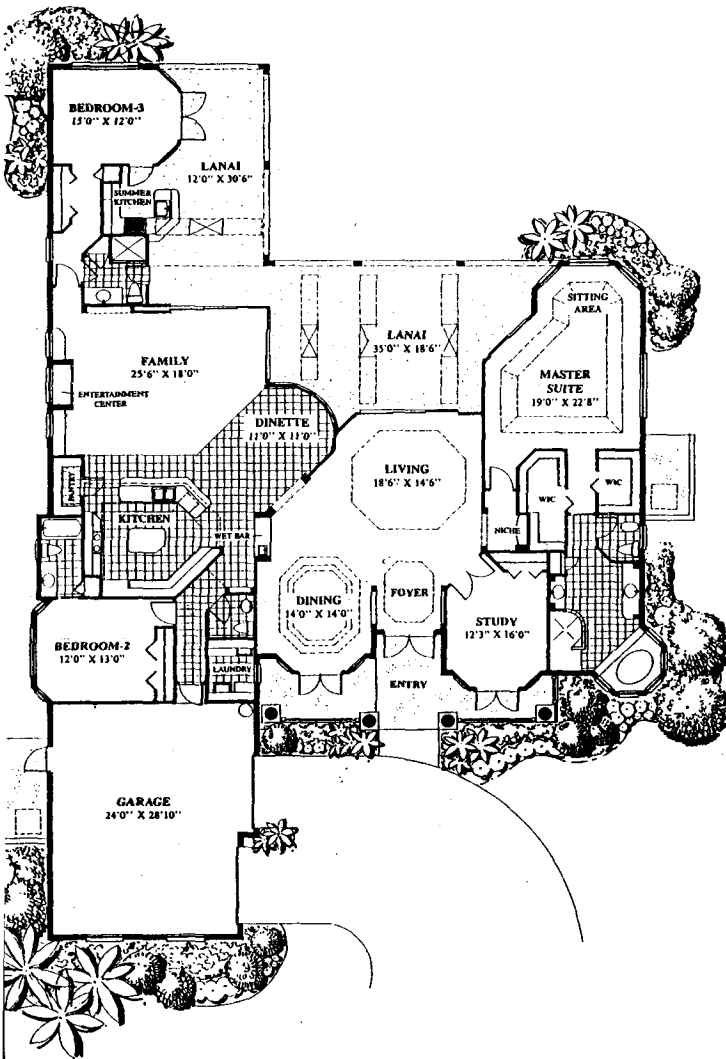 BEDROOM-3
15'0'' X 12'0''
LANAI
12'0'' X 30'6''
SUMMER
KITCHEN
SITTING
AREA
LANAI
35'0'' X 18'6''
FAMILY
25'6'' X 18'0''
MASTER
SUITE
19'0'' X 22'8''
ENTERTAINMENT
CENTER
DINETTE
11'0'' X 11'0''
LIVING
18'6'' X 14'6''
PANTRY
WIC
WIC
KITCHEN
WET BAR
NICHE
DINING
14'0'' X 14'0''
FOYER
STUDY
12'3'' X 16'0''
BEDROOM-2
12'0'' X 13'0''
LAUNDRY
ENTRY
GARAGE
24'0'' X 28'10''